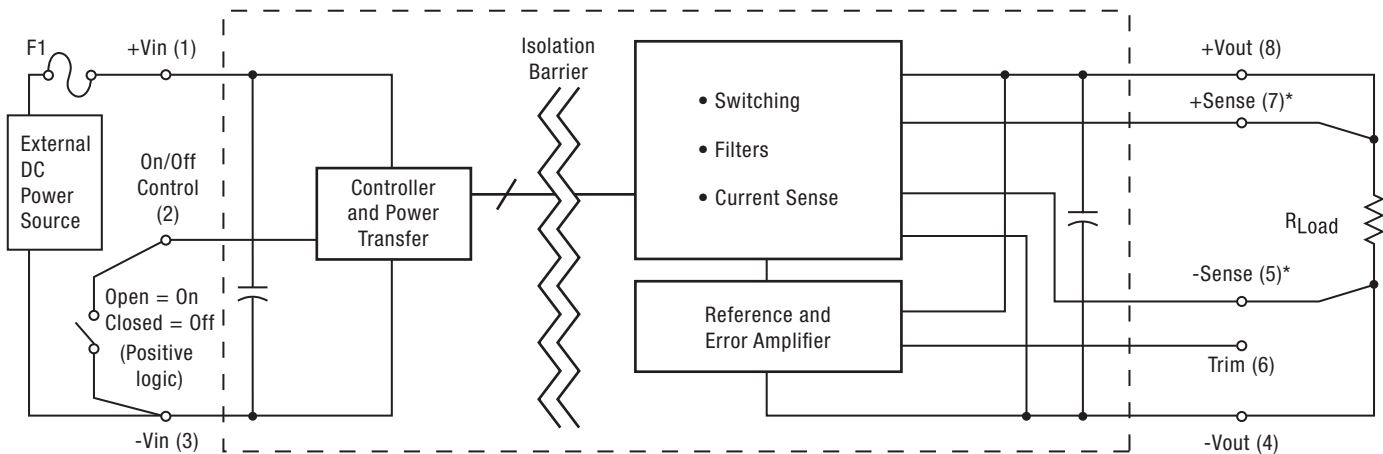 F1
+Vin (1)
External
DC
Power
Source
On/Off
Control
(2)
Open = On
Closed = Off
(Positive
logic)
-Vin (3)
Controller
and Power
Transfer
Isolation
Barrier
• Switching
• Filters
• Current Sense
Reference and
Error Amplifier
+Vout (8)
+Sense (7)*
RLoad
-Sense (5)*
Trim (6)
-Vout (4)